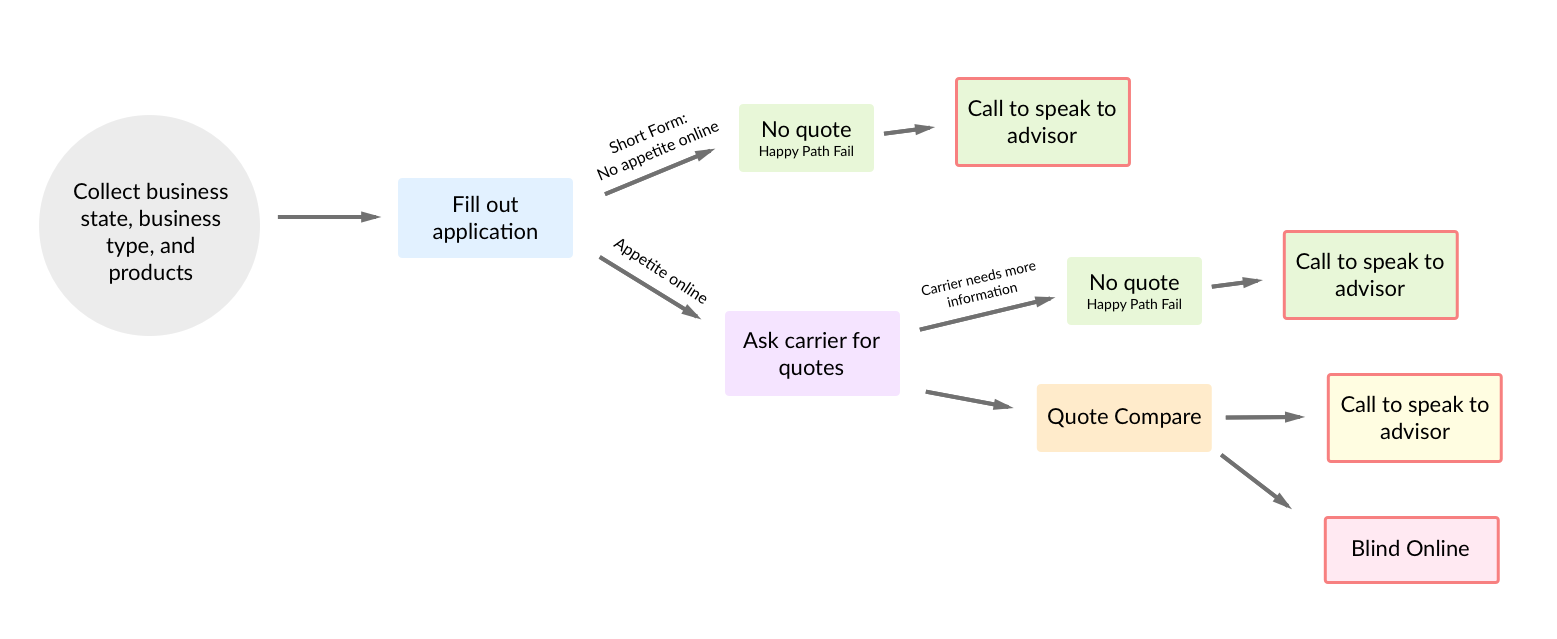 Collect business
state, business
type, and
products
Fill out
application
Short Form:
No appetite online
No quote
Happy Path Fail
Call to speak to
advisor
Appetite online
Ask carrier for
quotes
Carrier needs more
information
No quote
Happy Path Fail
Call to speak to
advisor
Quote Compare
Call to speak to
advisor
Blind Online